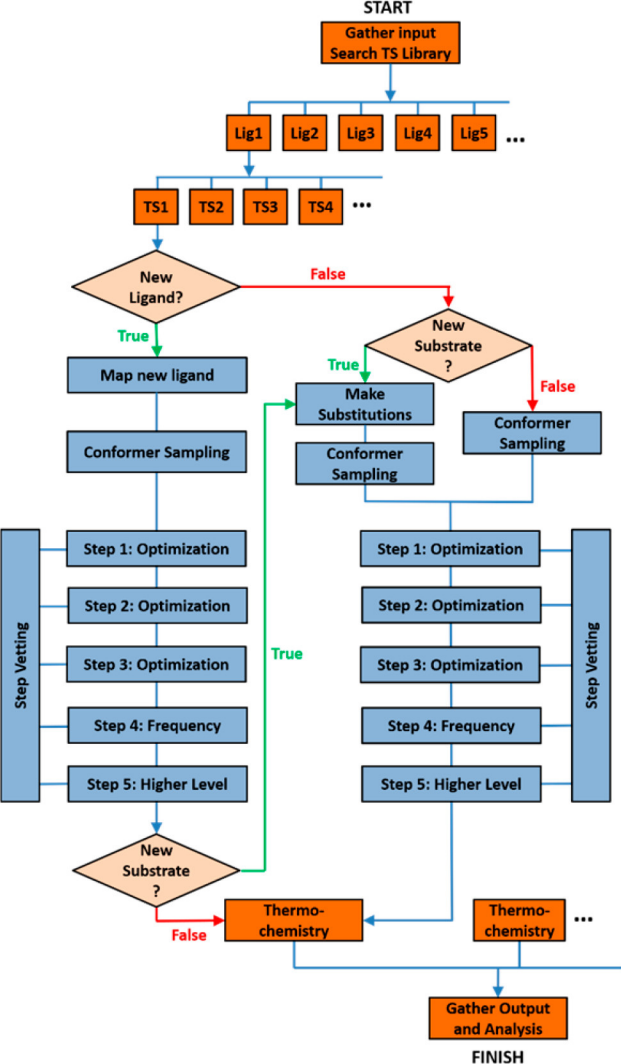 START
Gather input
Search TS Library
Lig1
Lig2
Lig3
Lig4
Lig5
...
TS1
TS2
TS3
TS4
...
New
Ligand?
False
True
New
Substrate
?
True
False
Map new ligand
Make
Substitutions
Conformer
Sampling
Conformer Sampling
Conformer
Sampling
Step Vetting
Step 1: Optimization
Step 2: Optimization
Step 3: Optimization
Step 4: Frequency
Step 5: Higher Level
True
Step 1: Optimization
Step 2: Optimization
Step 3: Optimization
Step 4: Frequency
Step 5: Higher Level
Step Vetting
New
Substrate
?
False
Thermo-
chemistry
Thermo-
chemistry
...
Gather Output
and Analysis
FINISH